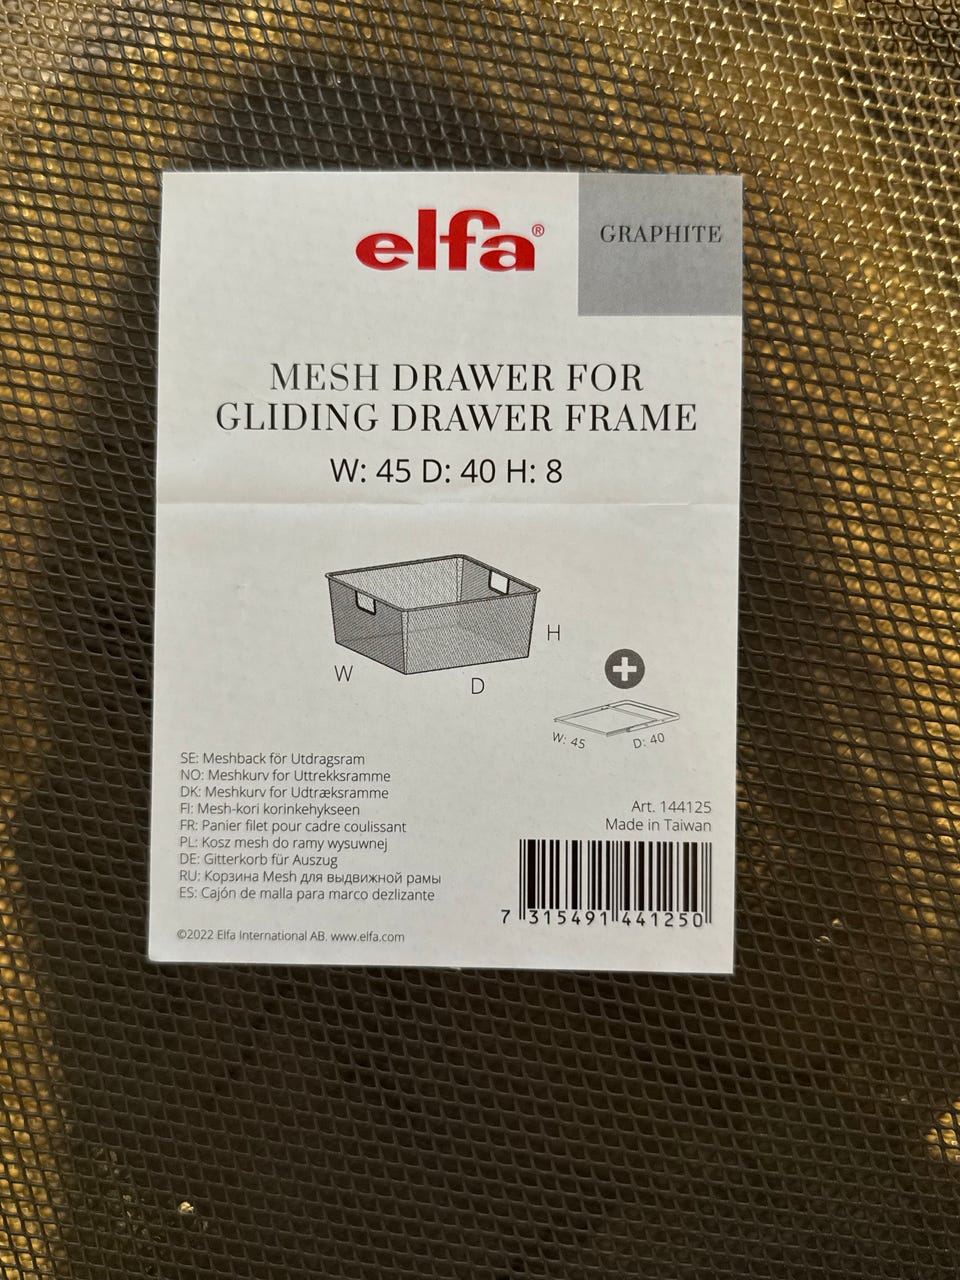 elfa®
GRAPHITE
MESH DRAWER FOR
GLIDING DRAWER FRAME
W: 45 D: 40 H: 8
H
W
D
W: 45
D: 40
SE: Meshback för Utdragsram
NO: Meshkurv for Uttrekksramme
DK: Meshkurv for Udtræksramme
FI: Mesh-kori korinkehykseen
FR: Panier filet pour cadre coulissant
PL: Kosz mesh do ramy wysuwnej
DE: Gitterkorb für Auszug
RU: Корзина Mesh для выдвижной рамы
ES: Cajón de malla para marco dezlizante
Art. 144125
Made in Taiwan
7 315491 441250
©2022 Elfa International AB. www.elfa.com